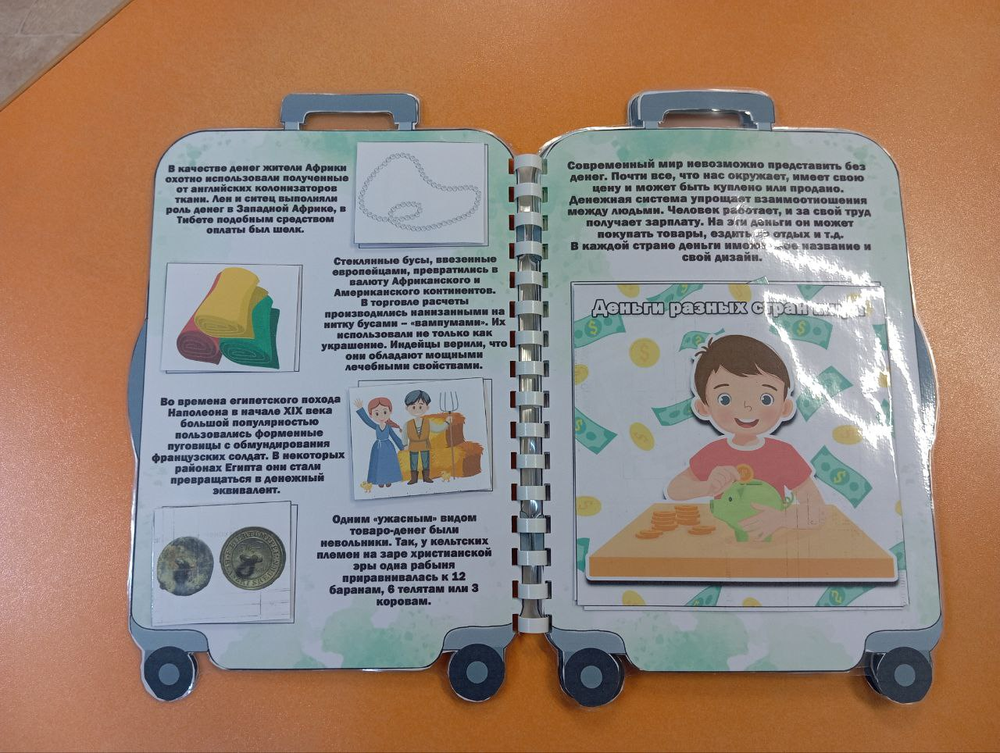 В качестве денег жители Африки
охотно использовали полученные
от английских колонизаторов
ткани. Лен и ситец выполняли
роль денег в Западной Африке, в
Тибете подобным средством
оплаты был шелк.
Стеклянные бусы, ввезенные
европейцами, превратились в
валюту Африканского и
Американского континентов.
В торговле расчеты
производились нанизанными на
нитку бусами – «вампумами». Их
использовали не только как
украшение. Индейцы верили, что
они обладают мощными
лечебными свойствами.
Во времена египетского похода
Наполеона в начале XIX века
большой популярностью
пользовались форменные
пуговицы с обмундирования
французских солдат. В некоторых
районах Египта они стали
превращаться в денежный
эквивалент.
Одним «ужасным» видом
товаро-денег были
невольники. Так, у кельтских
племен на заре христианской
эры одна рабыня
приравнивалась к 12
баранам, 6 телятам или 3
коровам.
Современный мир невозможно представить без
денег. Почти все, что нас окружает, имеет свою
цену и может быть куплено или продано.
Денежная система упрощает взаимоотношения
между людьми. Человек работает, и за свой труд
получает зарплату. На эти деньги он может
покупать товары, ездить на отдых и т.д.
В каждой стране деньги имеют свое название и
свой дизайн.
Деньги разных стран мира